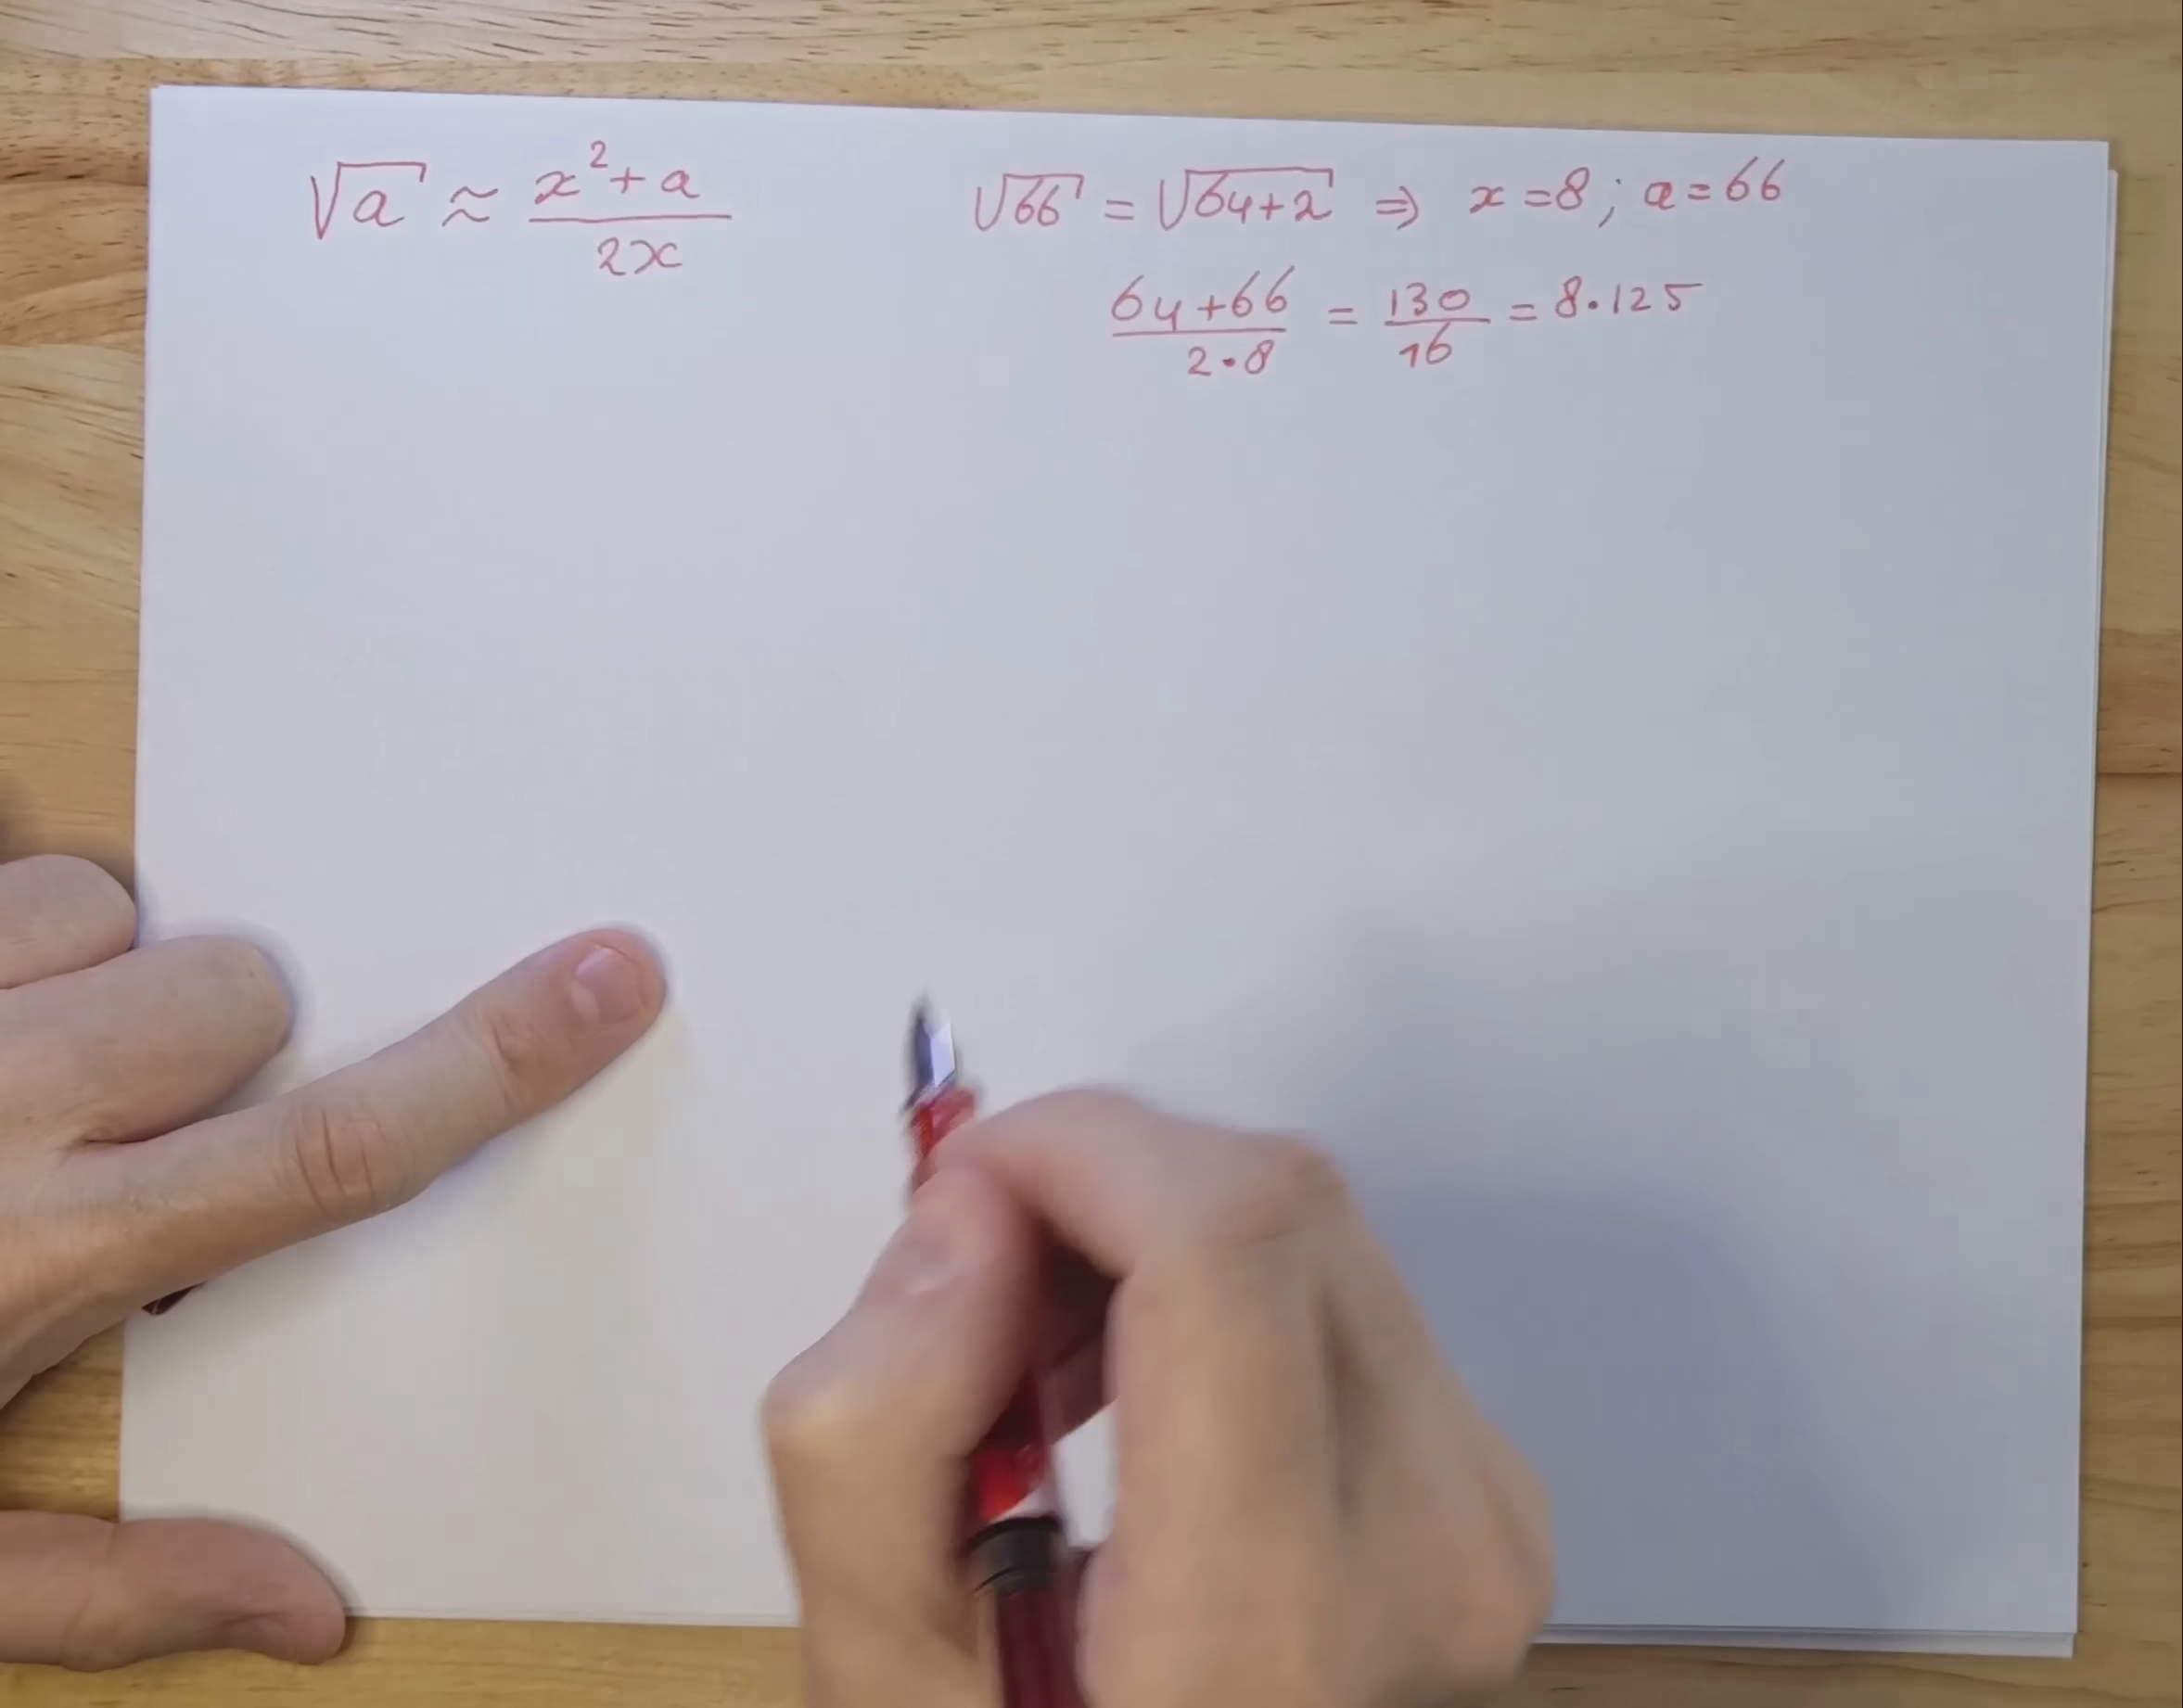 √a ≈ (x² + a)/(2x)
√66 = √(64+2) ⇒ x = 8; a = 66
(64+66)/(2·8) = 130/16 = 8.125